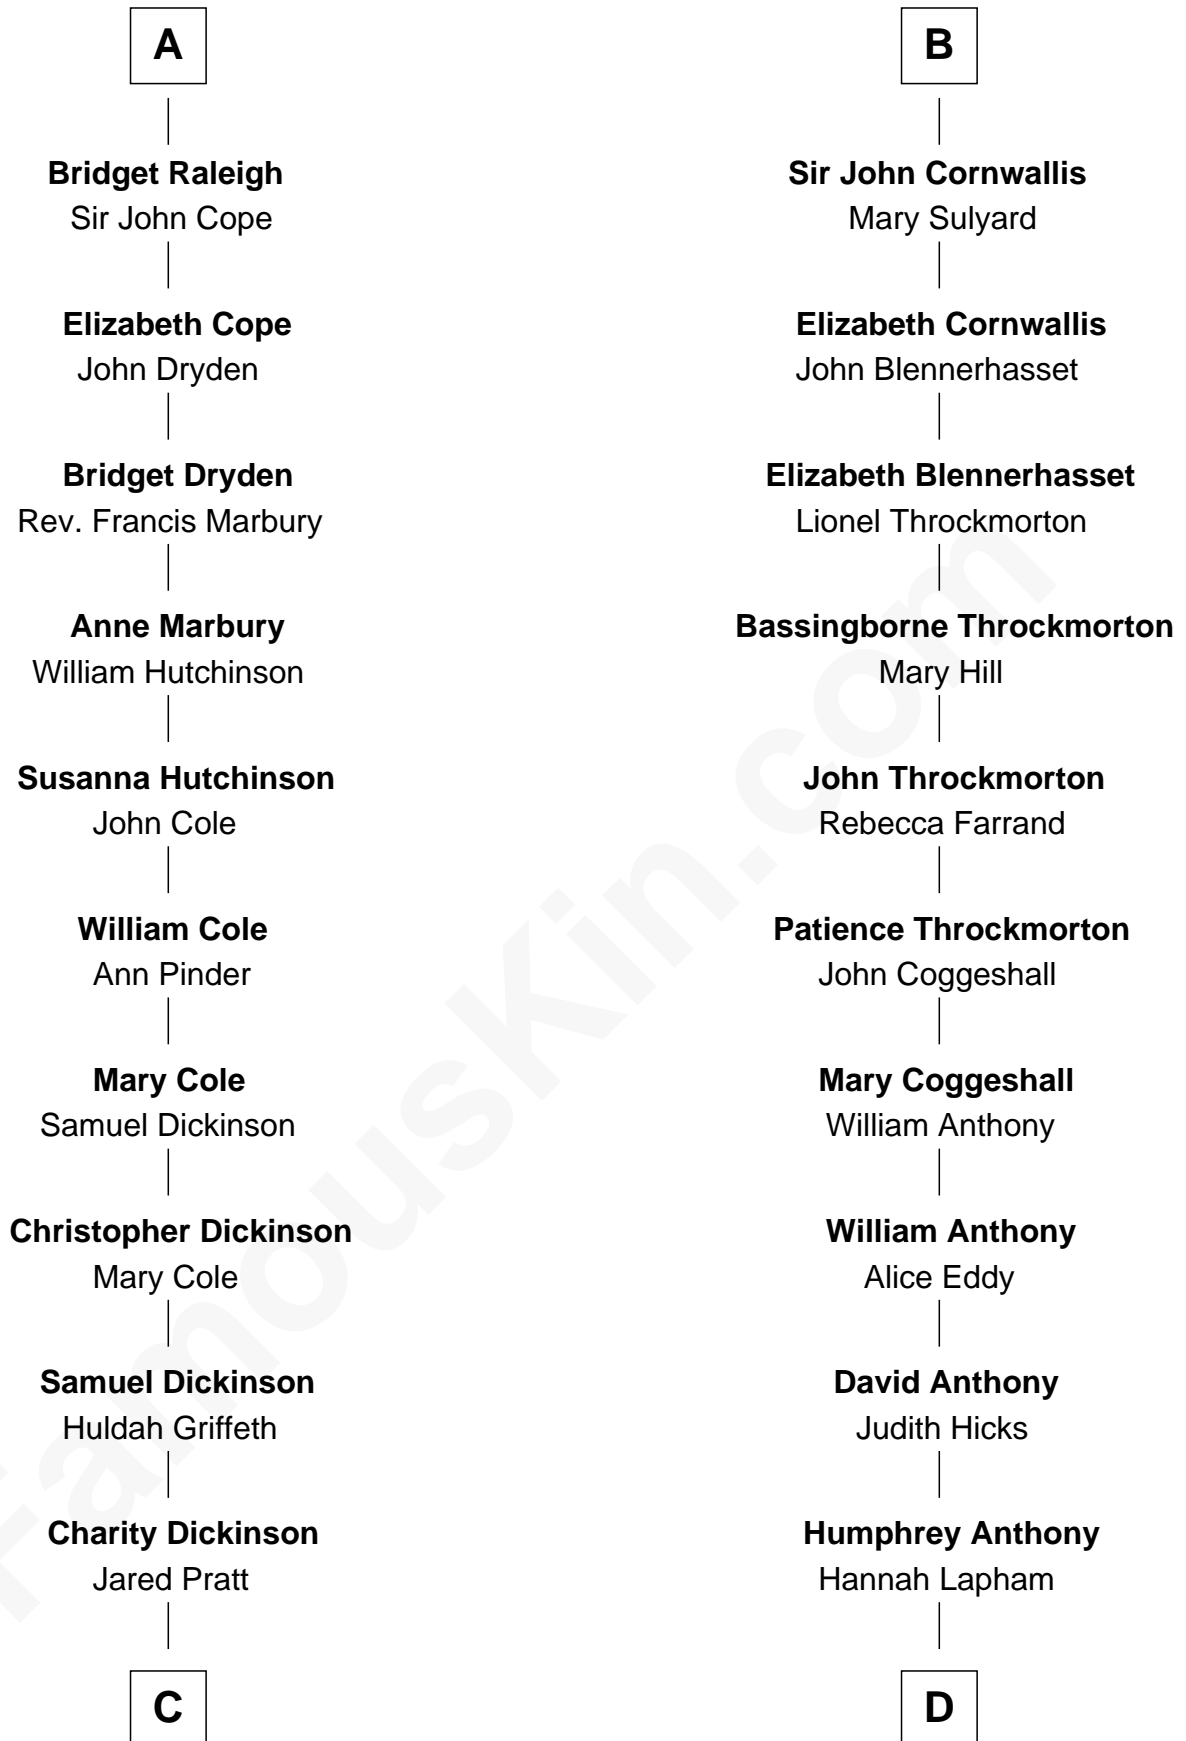 A
Bridget Raleigh
Sir John Cope
Elizabeth Cope
John Dryden
Bridget Dryden
Rev. Francis Marbury
Anne Marbury
William Hutchinson
Susanna Hutchinson
John Cole
William Cole
Ann Pinder
Mary Cole
Samuel Dickinson
Christopher Dickinson
Mary Cole
Samuel Dickinson
Huldah Griffeth
Charity Dickinson
Jared Pratt
C
B
Sir John Cornwallis
Mary Sulyard
Elizabeth Cornwallis
John Blennerhasset
Elizabeth Blennerhasset
Lionel Throckmorton
Bassingborne Throckmorton
Mary Hill
John Throckmorton
Rebecca Farrand
Patience Throckmorton
John Coggeshall
Mary Coggeshall
William Anthony
William Anthony
Alice Eddy
David Anthony
Judith Hicks
Humphrey Anthony
Hannah Lapham
D
FamousKin.com